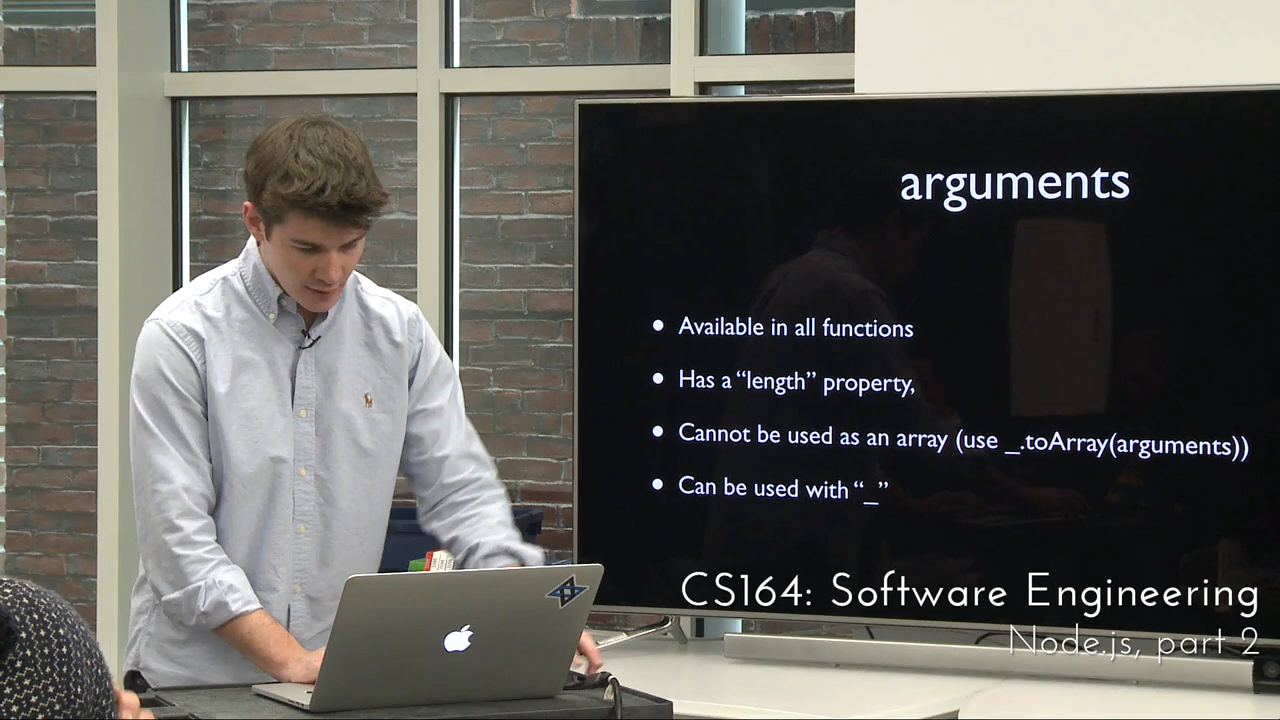 arguments
• Available in all functions
• Has a “length” property,
• Cannot be used as an array (use _.toArray(arguments))
• Can be used with “_”
CS164: Software Engineering
Node.js, part 2